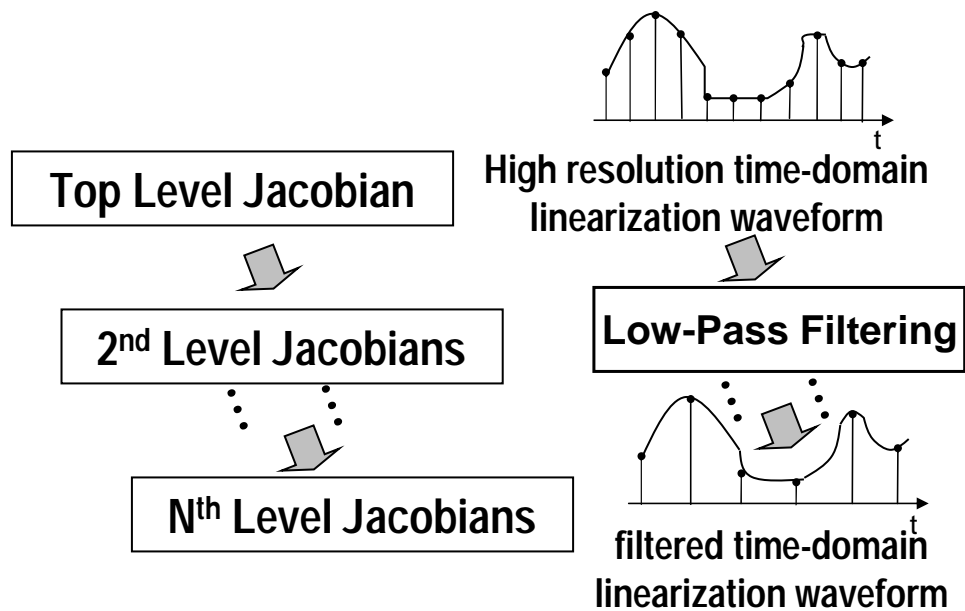 t
High resolution time-domain
linearization waveform
Top Level Jacobian
2nd Level Jacobians
Low-Pass Filtering
Nth Level Jacobians
t
filtered time-domain
linearization waveform